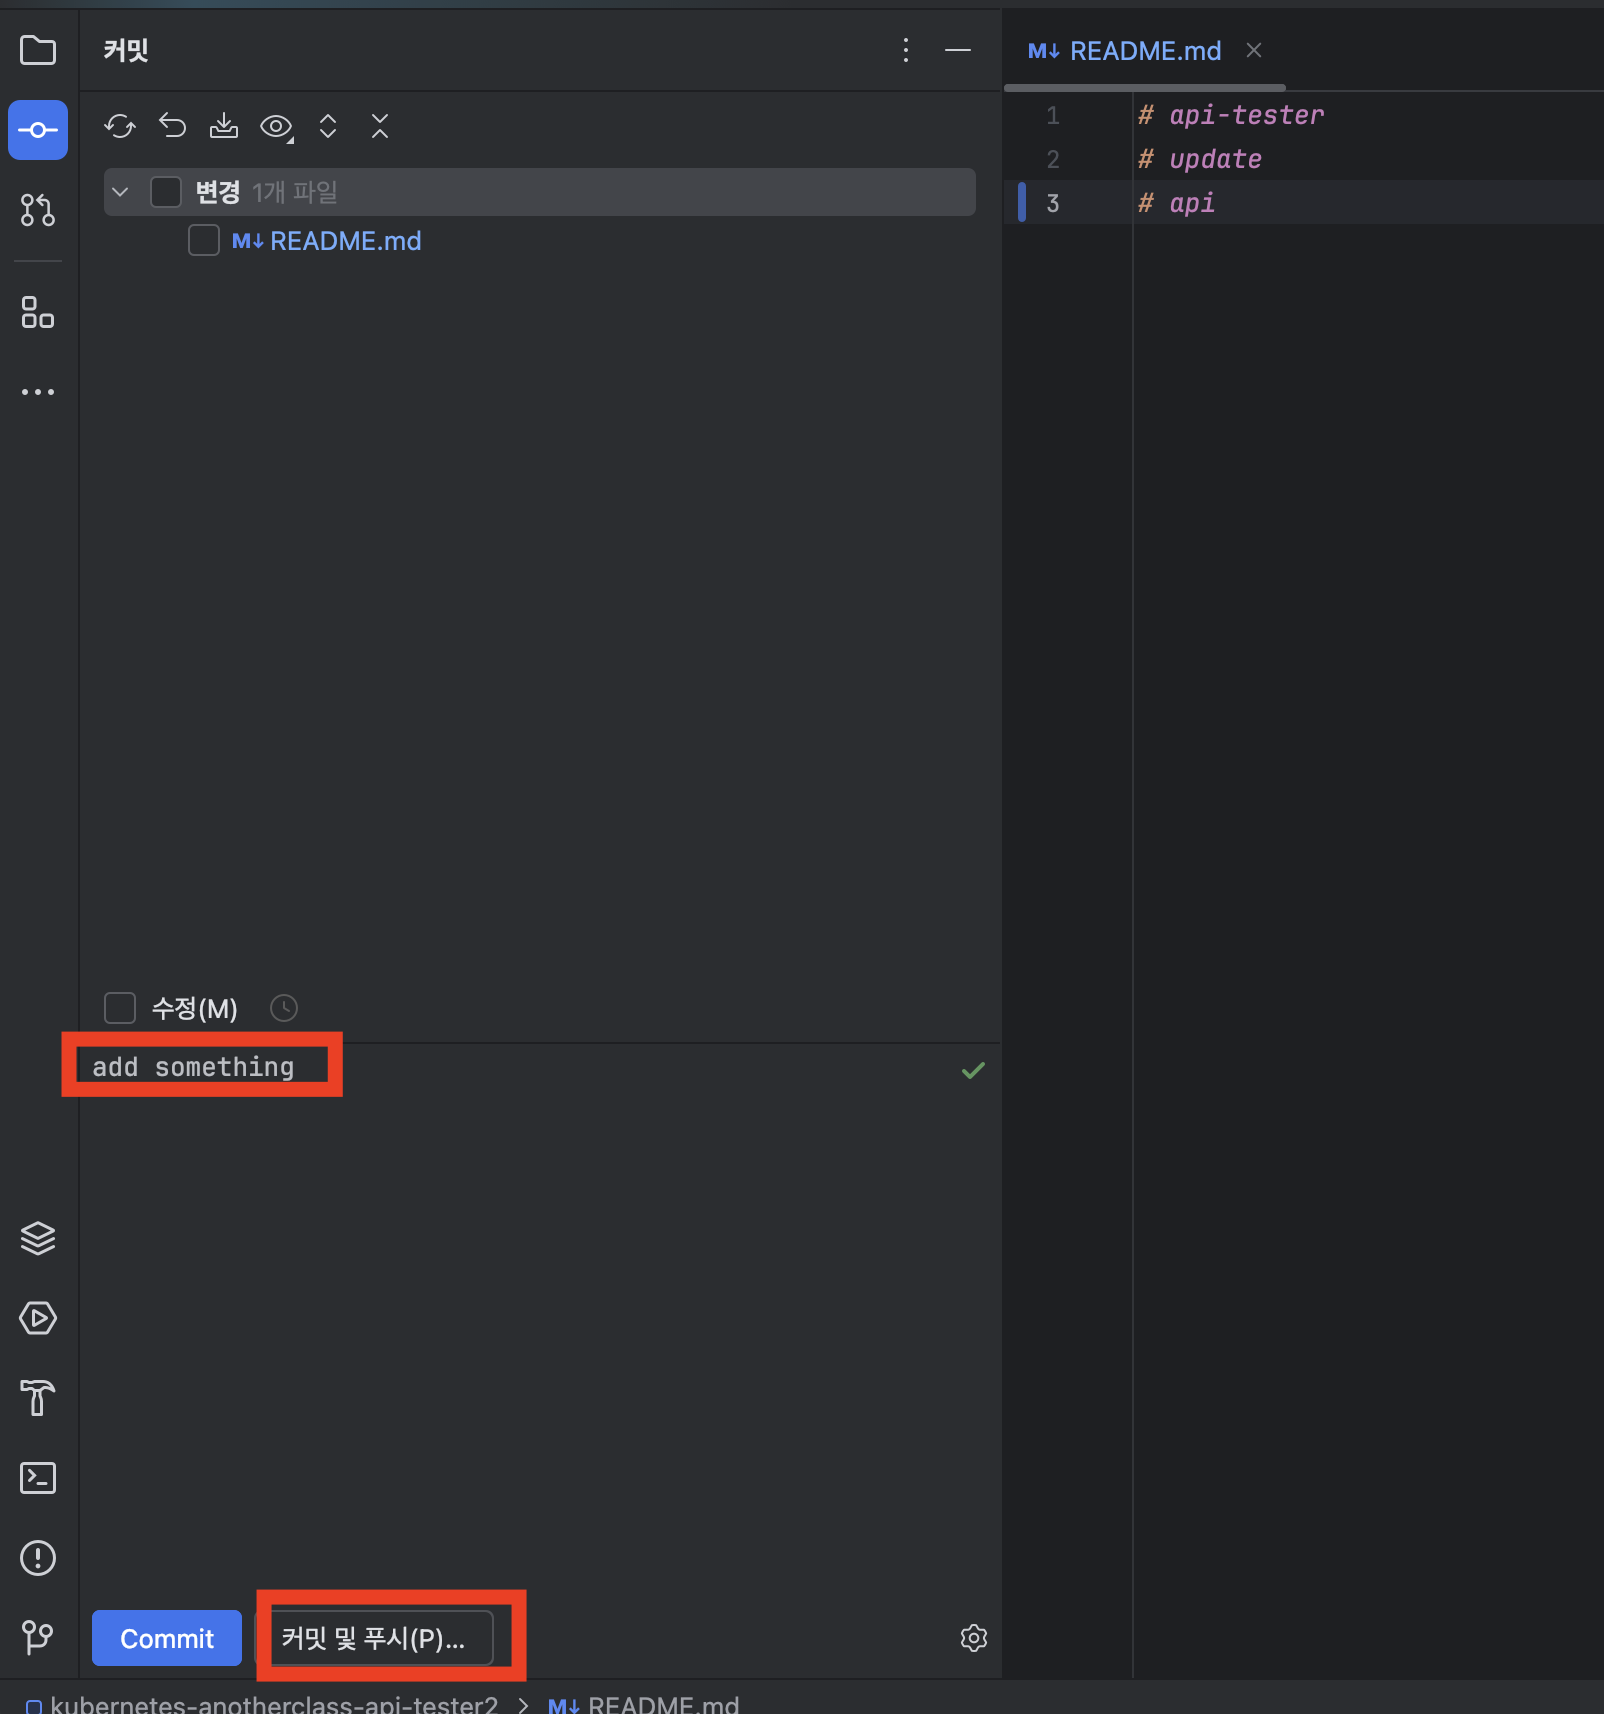 커밋
변경 1개 파일
M↓ README.md
수정(M)
add something
Commit
커밋 및 푸시(P)...
M↓ README.md
1 # api-tester
2 # update
3 # api
kubernetes-anotherclass-api-tester2 > M↓ README.md